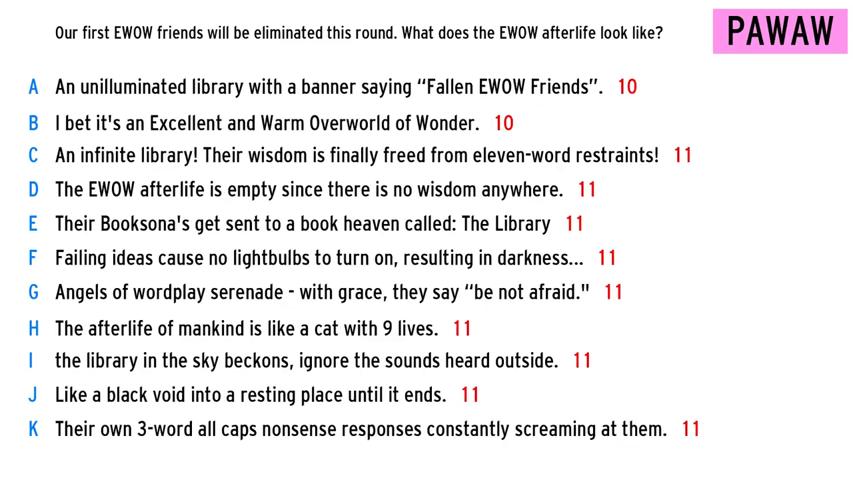 Our first EWOW friends will be eliminated this round. What does the EWOW afterlife look like?
PAWAW
A An unilluminated library with a banner saying “Fallen EWOW Friends”. 10
B I bet it's an Excellent and Warm Overworld of Wonder. 10
C An infinite library! Their wisdom is finally freed from eleven-word restraints! 11
D The EWOW afterlife is empty since there is no wisdom anywhere. 11
E Their Booksona's get sent to a book heaven called: The Library 11
F Failing ideas cause no lightbulbs to turn on, resulting in darkness... 11
G Angels of wordplay serenade - with grace, they say “be not afraid." 11
H The afterlife of mankind is like a cat with 9 lives. 11
I the library in the sky beckons, ignore the sounds heard outside. 11
J Like a black void into a resting place until it ends. 11
K Their own 3-word all caps nonsense responses constantly screaming at them. 11